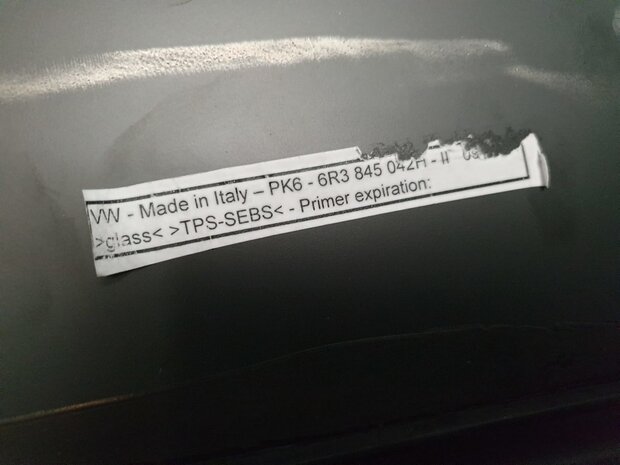 VW - Made in Italy – PK6 - 6R3 845 042H -
>glass< >TPS-SEBS< - Primer expiration: